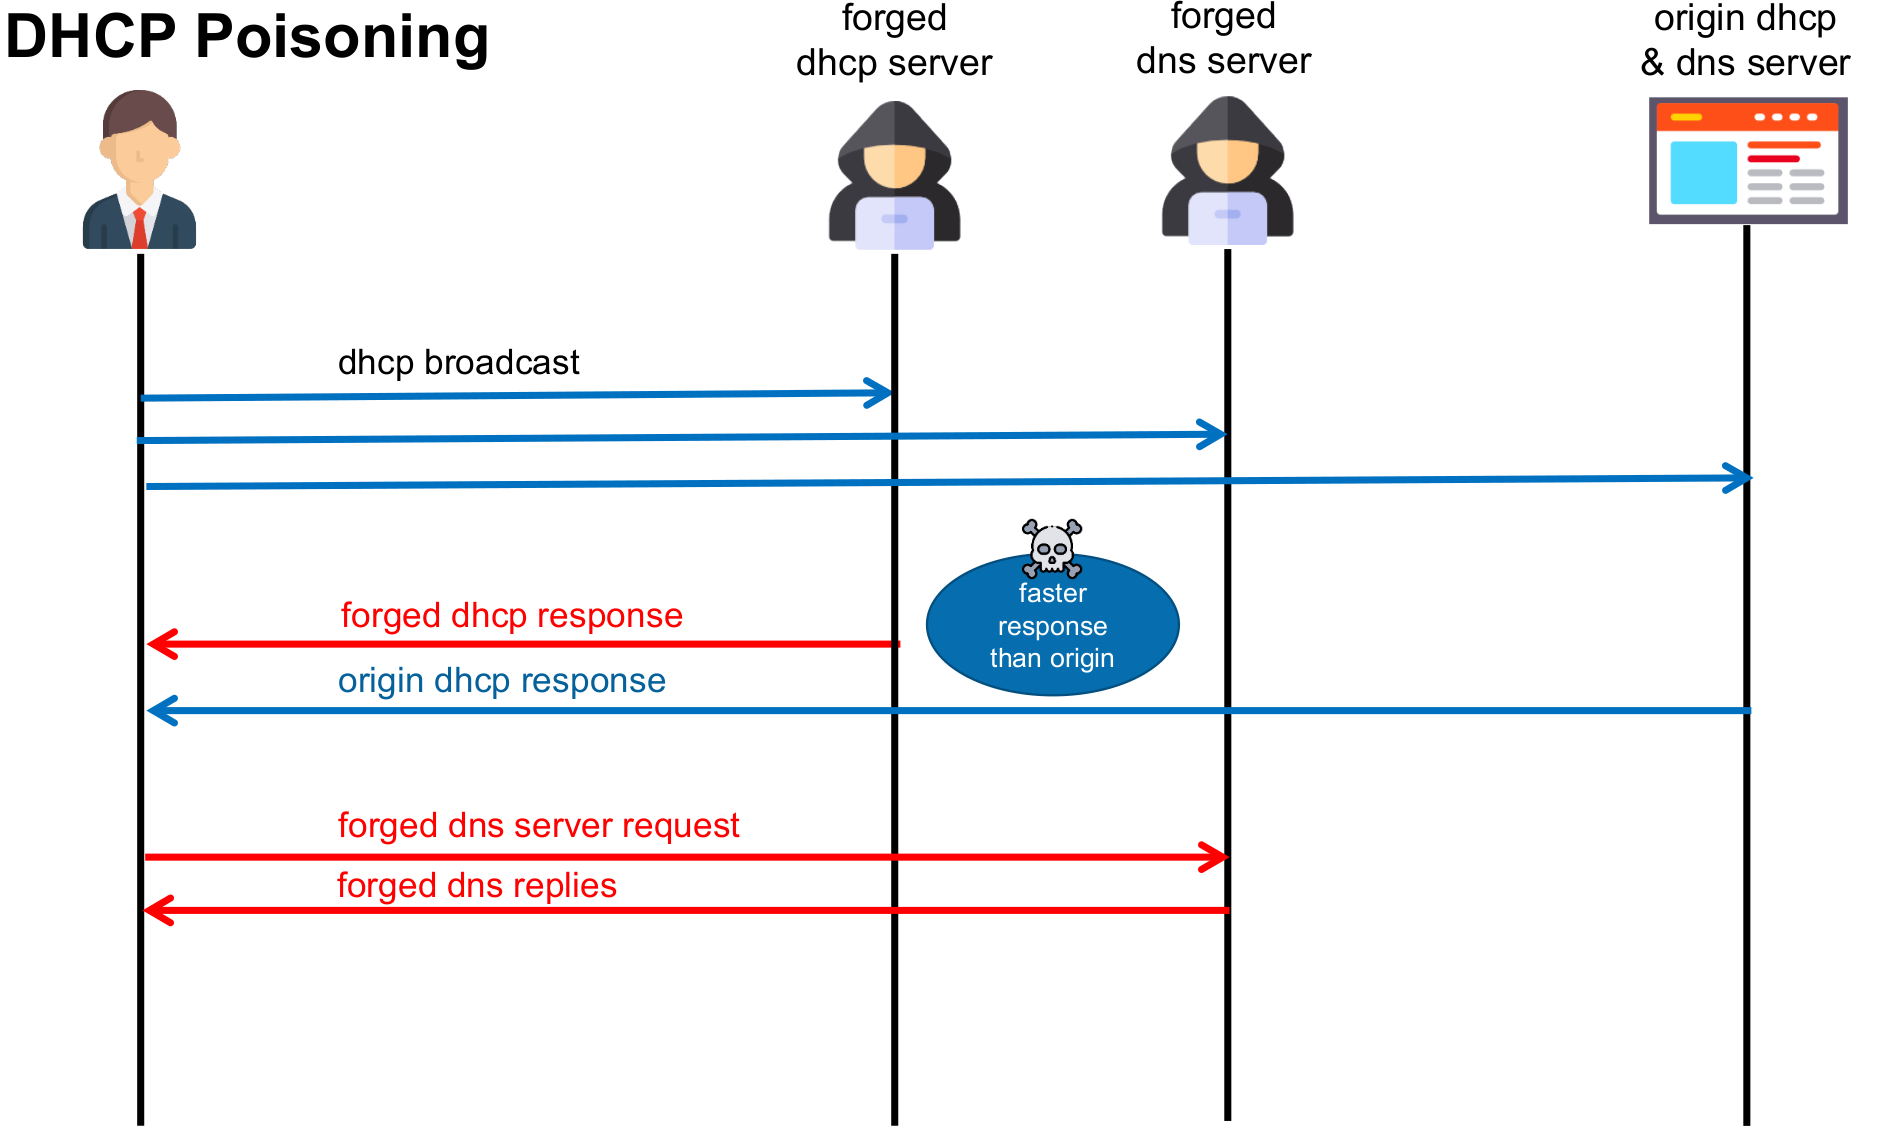 DHCP Poisoning
forged
dhcp server
forged
dns server
origin dhcp
& dns server
dhcp broadcast
faster
response
than origin
forged dhcp response
origin dhcp response
forged dns server request
forged dns replies